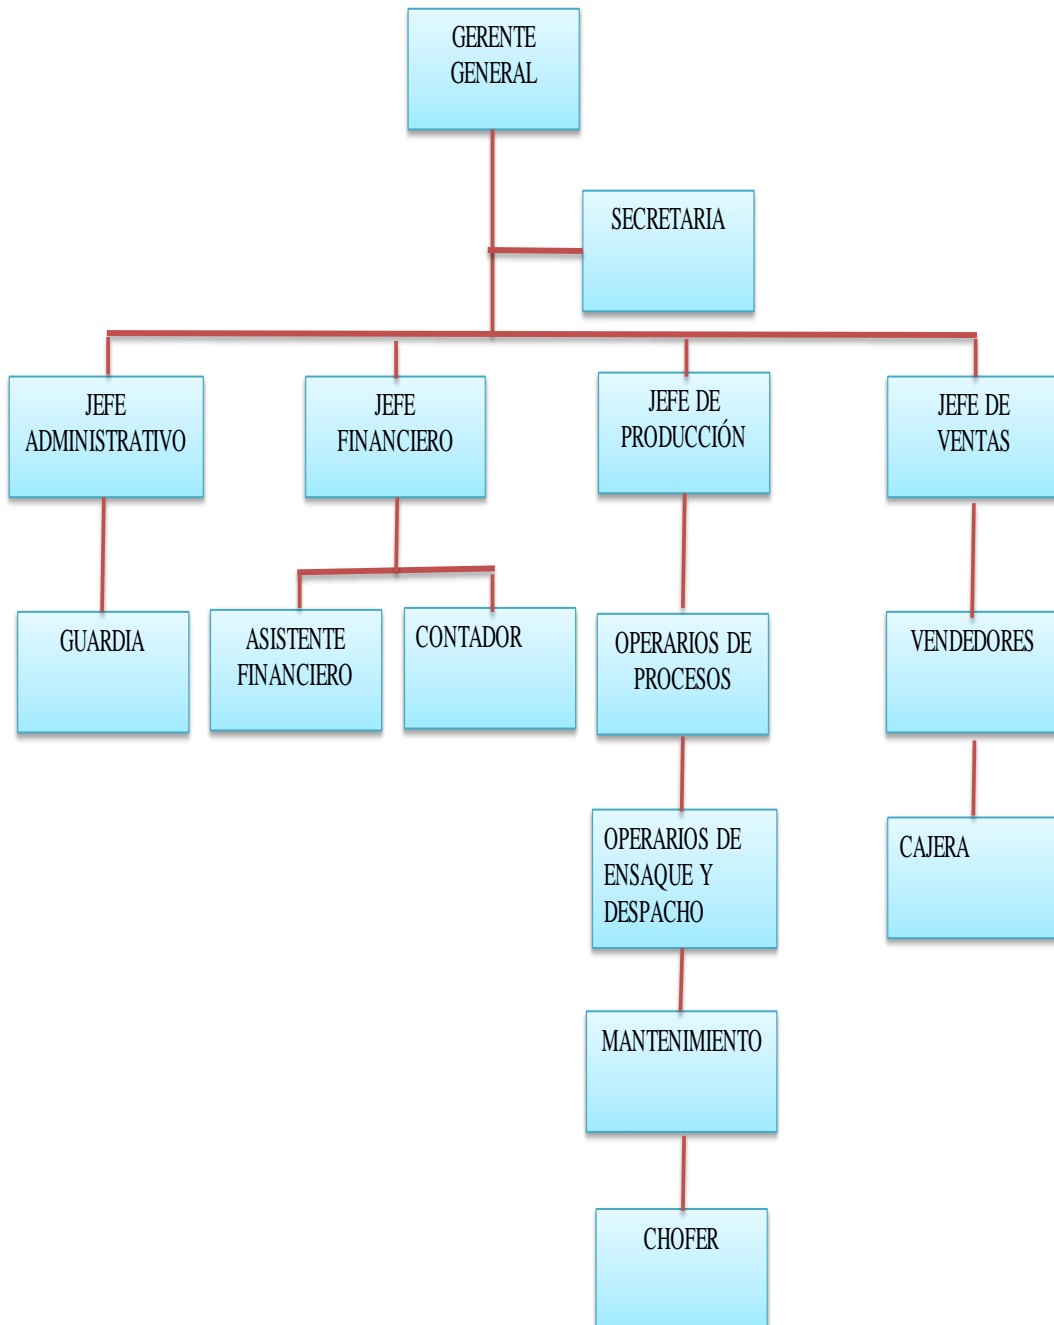 GERENTE
GENERAL
SECRETARIA
JEFE
ADMINISTRATIVO
JEFE
FINANCIERO
JEFE DE
PRODUCCIÓN
JEFE DE
VENTAS
GUARDIA
ASISTENTE
FINANCIERO
CONTADOR
OPERARIOS DE
PROCESOS
VENDEDORES
OPERARIOS DE
ENSAQUE Y
DESPACHO
CAJERA
MANTENIMIENTO
CHOFER